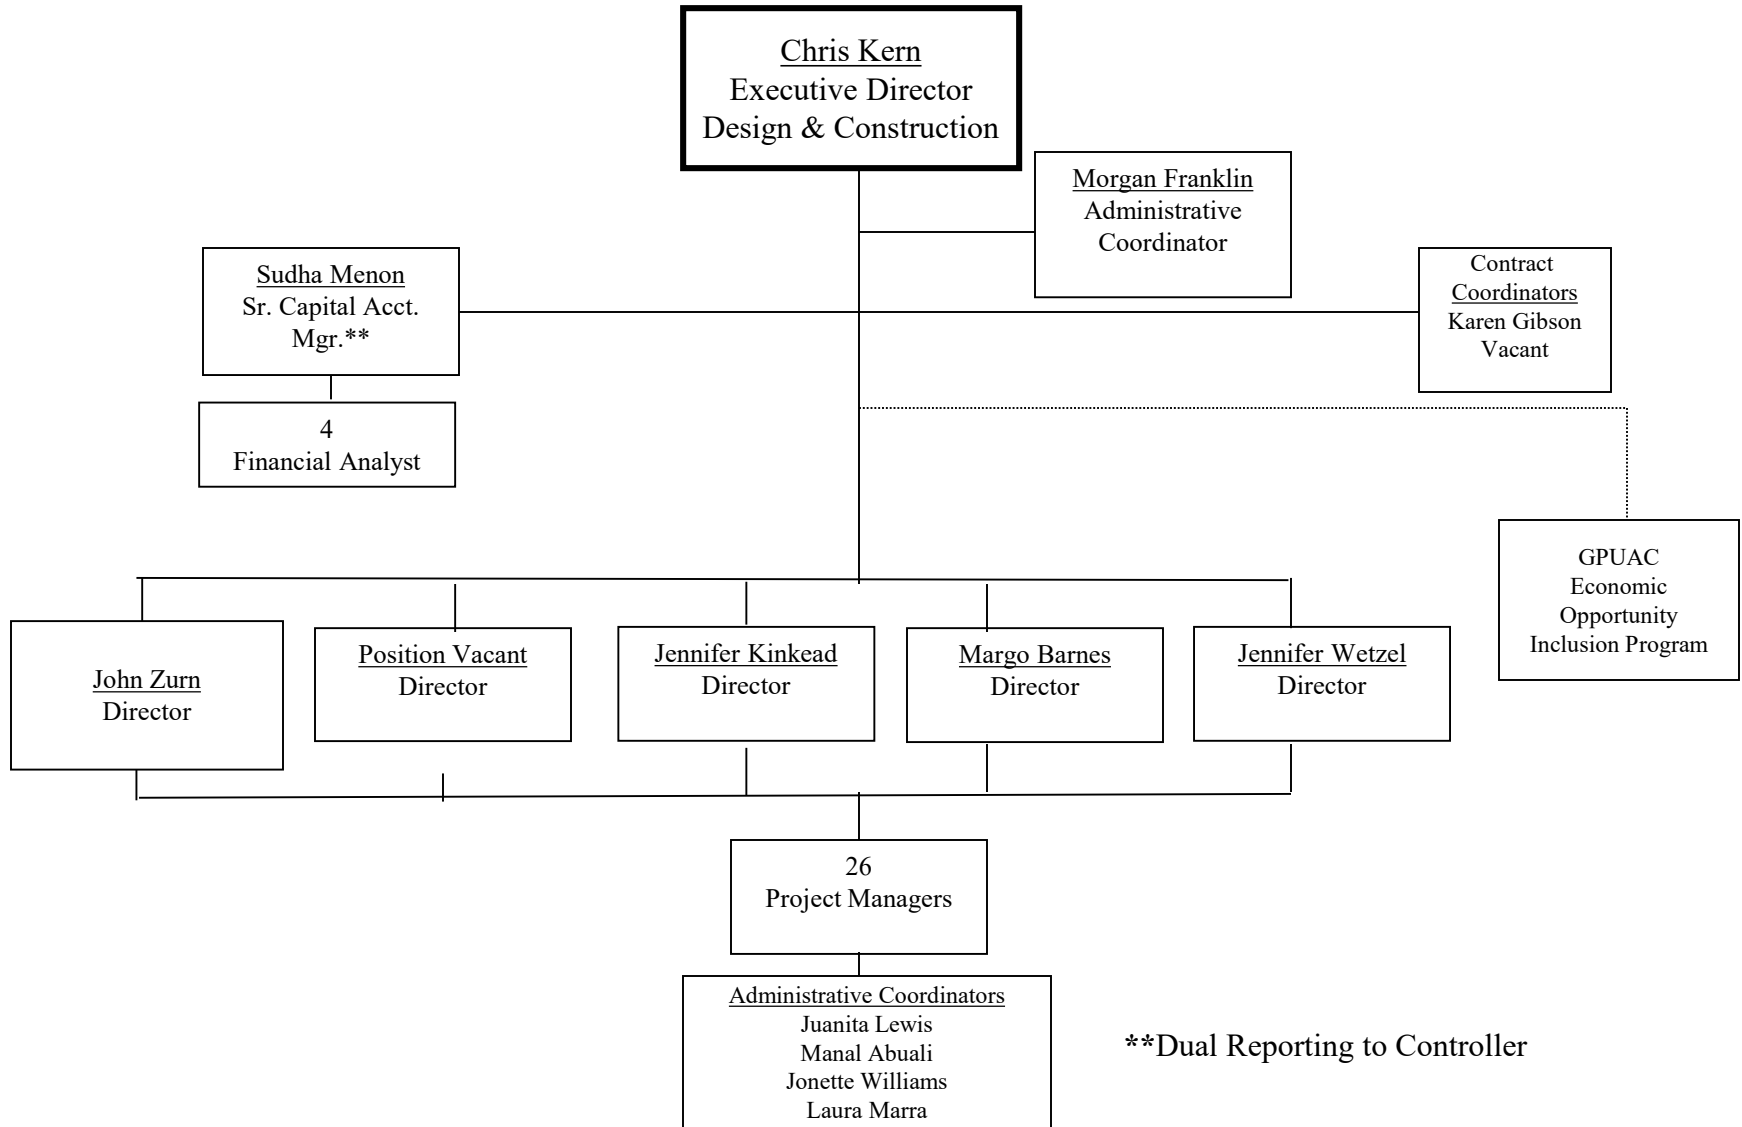 Chris Kern
Executive Director
Design & Construction
Morgan Franklin
Administrative
Coordinator
Sudha Menon
Sr. Capital Acct.
Mgr.**
Contract
Coordinators
Karen Gibson
Vacant
4
Financial Analyst
GPUAC
Economic
Opportunity
Inclusion Program
John Zurn
Director
Position Vacant
Director
Jennifer Kinkead
Director
Margo Barnes
Director
Jennifer Wetzel
Director
26
Project Managers
Administrative Coordinators
Juanita Lewis
Manal Abuali
Jonette Williams
Laura Marra
**Dual Reporting to Controller